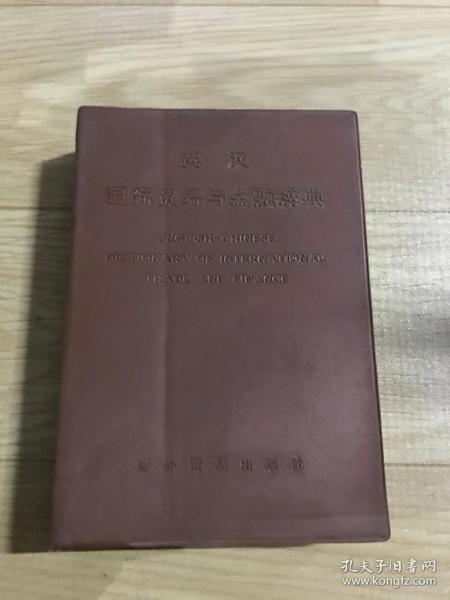 英汉
国际贸易与金融辞典
ENGLISH-CHINESE
DICTIONARY OF INTERNATIONAL
TRADE AND FINANCE
财外贸易出版社
孔夫子旧书网
www.kongfz.com